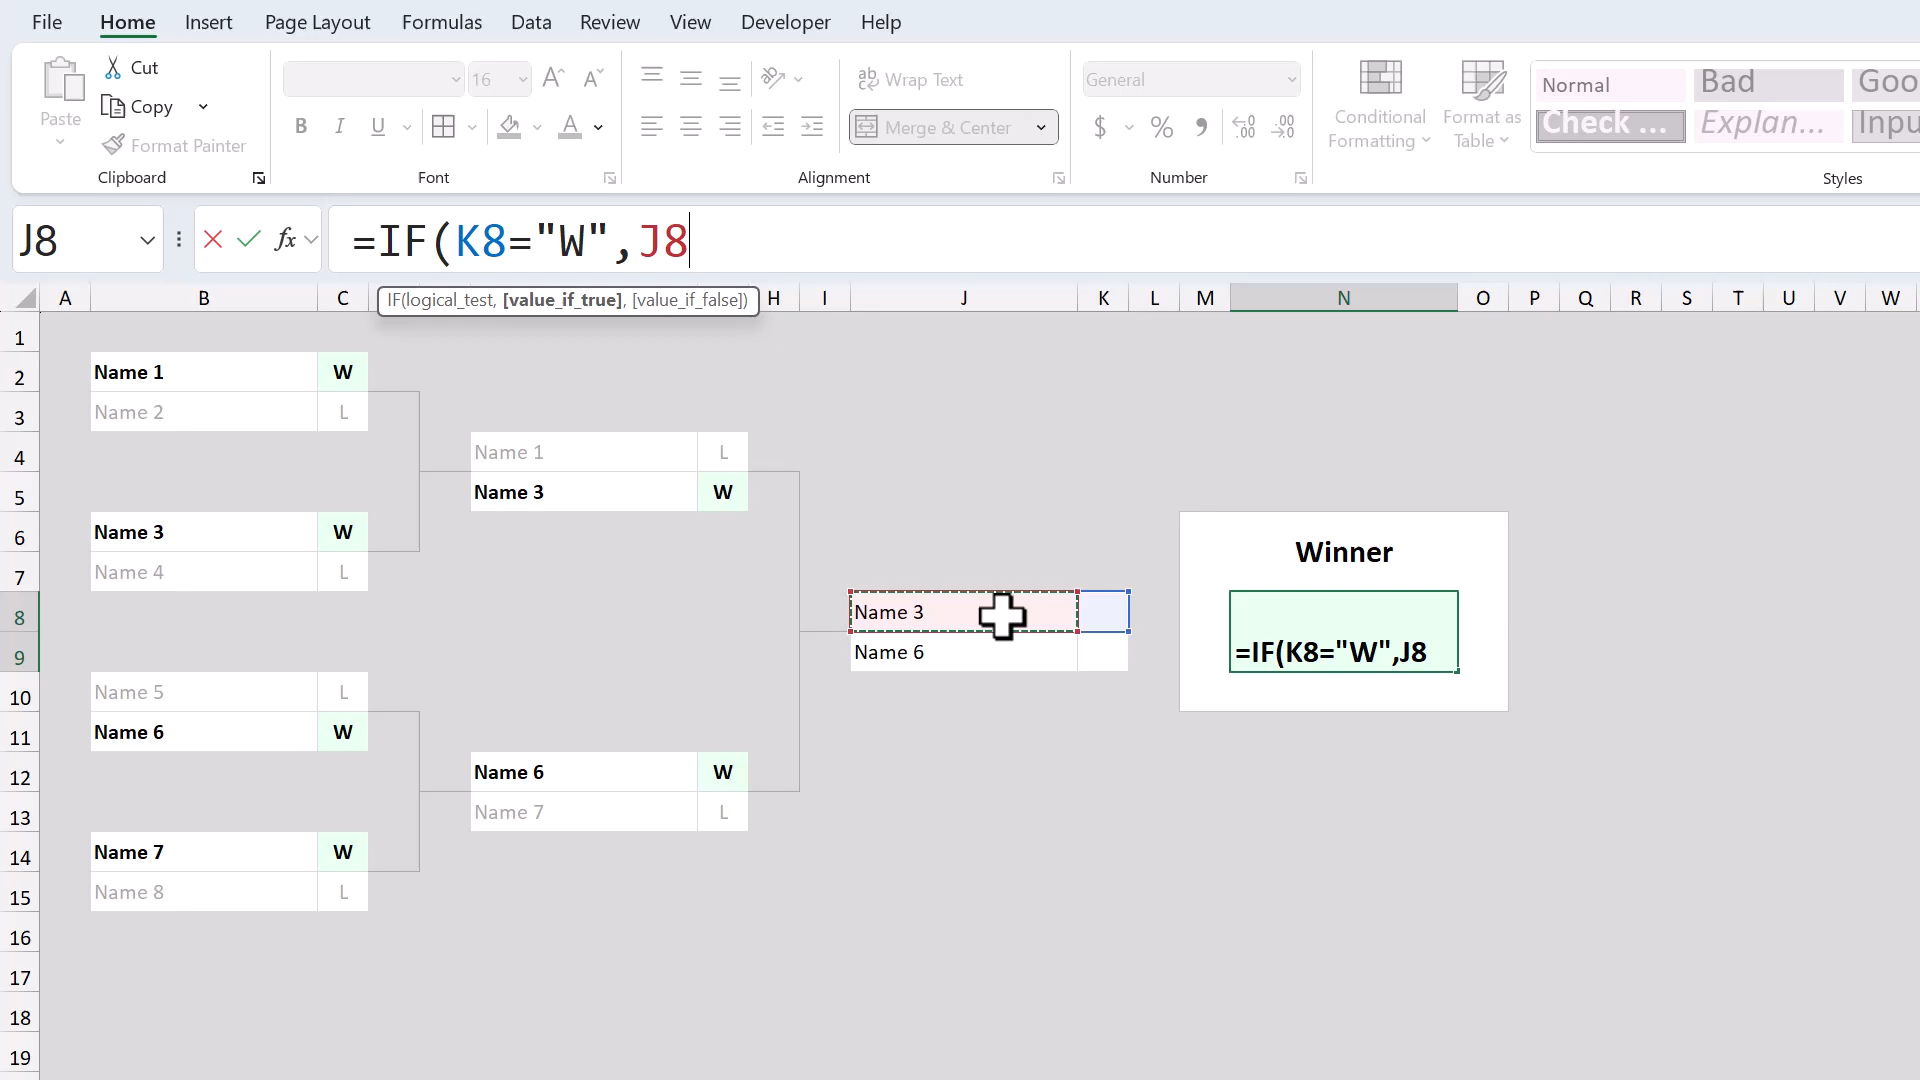 File Home Insert Page Layout Formulas Data Review View Developer Help
Paste
Cut
Copy
Format Painter
Clipboard
16 A A
B I U A
Font
ab Wrap Text
Merge & Center
Alignment
General
$ % 9 .00 .00
Number
Conditional Formatting
Format as Table
Normal Bad Goo
Check ... Explan... Inpu
Styles
J8 fx =IF(K8="W",J8
IF(logical_test, [value_if_true], [value_if_false])
A B C H I J K L M N O P Q R S T U V W
1
2 Name 1 W
3 Name 2 L
4 Name 1 L
5 Name 3 W
6 Name 3 W Winner
7 Name 4 L
8 Name 3
9 Name 6 =IF(K8="W",J8
10 Name 5 L
11 Name 6 W
12 Name 6 W
13 Name 7 L
14 Name 7 W
15 Name 8 L
16
17
18
19